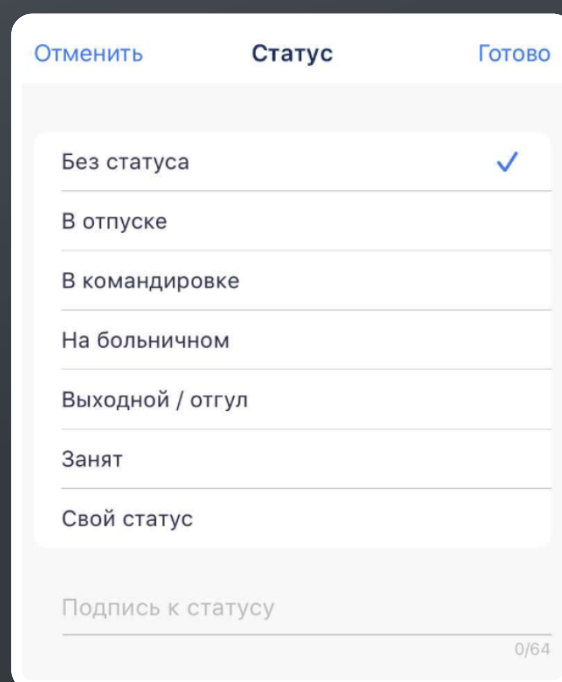 Отменить Статус Готово
Без статуса
В отпуске
В командировке
На больничном
Выходной / отгул
Занят
Свой статус
Подпись к статусу
0/64